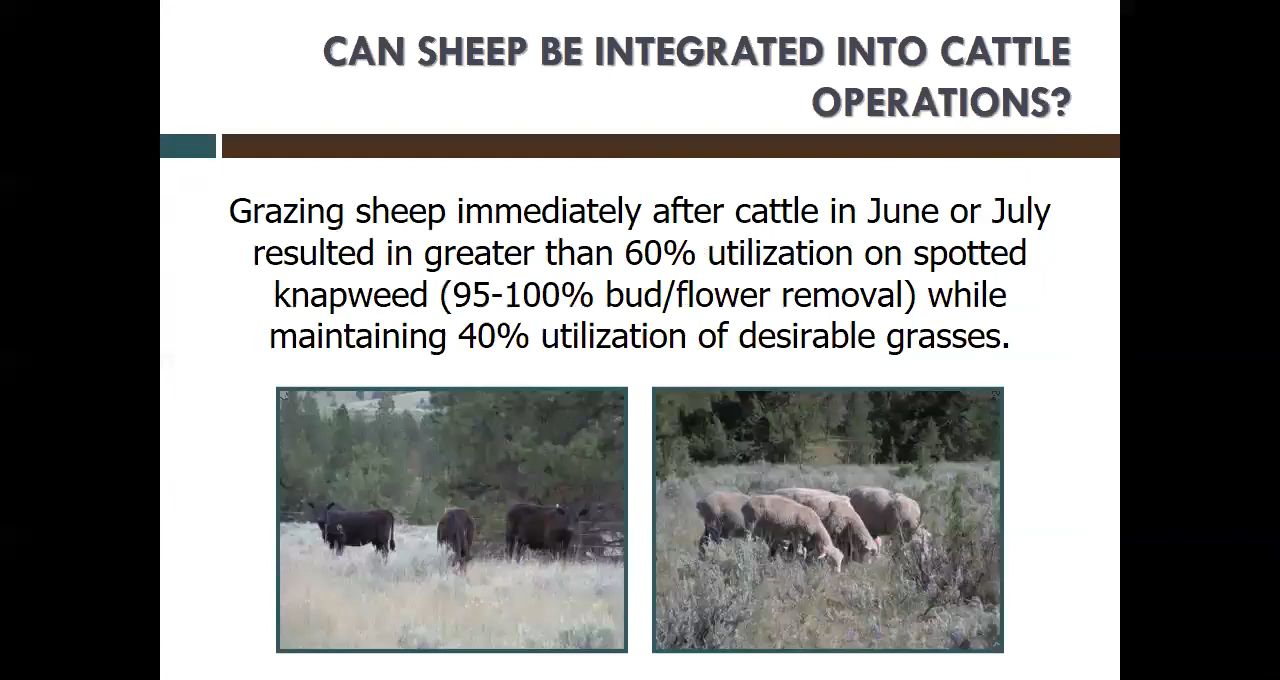 CAN SHEEP BE INTEGRATED INTO CATTLE
OPERATIONS?
Grazing sheep immediately after cattle in June or July
resulted in greater than 60% utilization on spotted
knapweed (95-100% bud/flower removal) while
maintaining 40% utilization of desirable grasses.